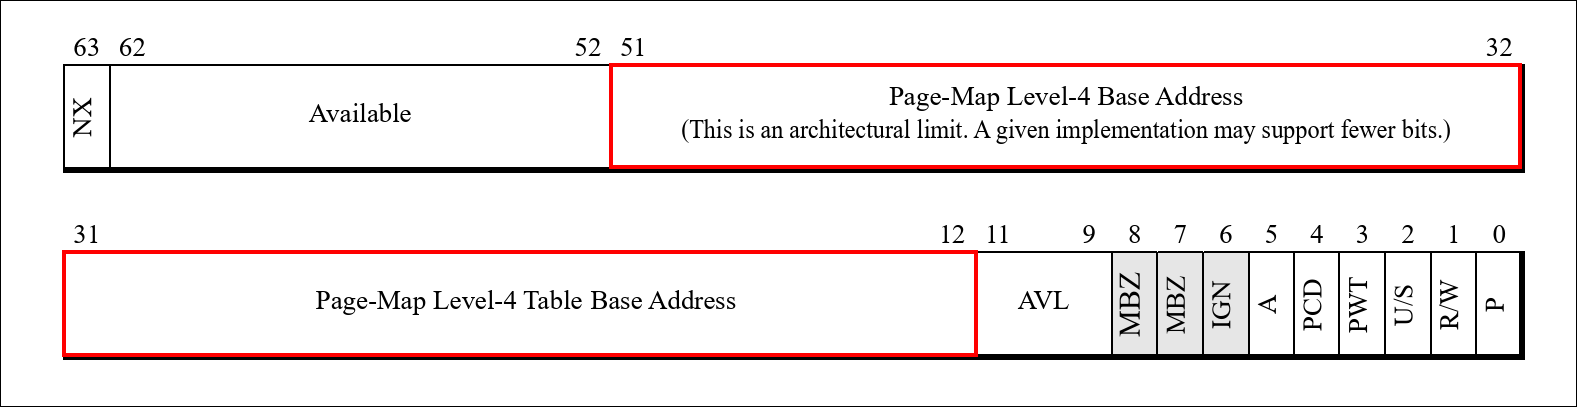 63 62 52 51 32
NX Available Page-Map Level-4 Base Address
(This is an architectural limit. A given implementation may support fewer bits.)
31 12 11 9 8 7 6 5 4 3 2 1 0
Page-Map Level-4 Table Base Address AVL MBZ MBZ IGN A PCD PWT U/S R/W P